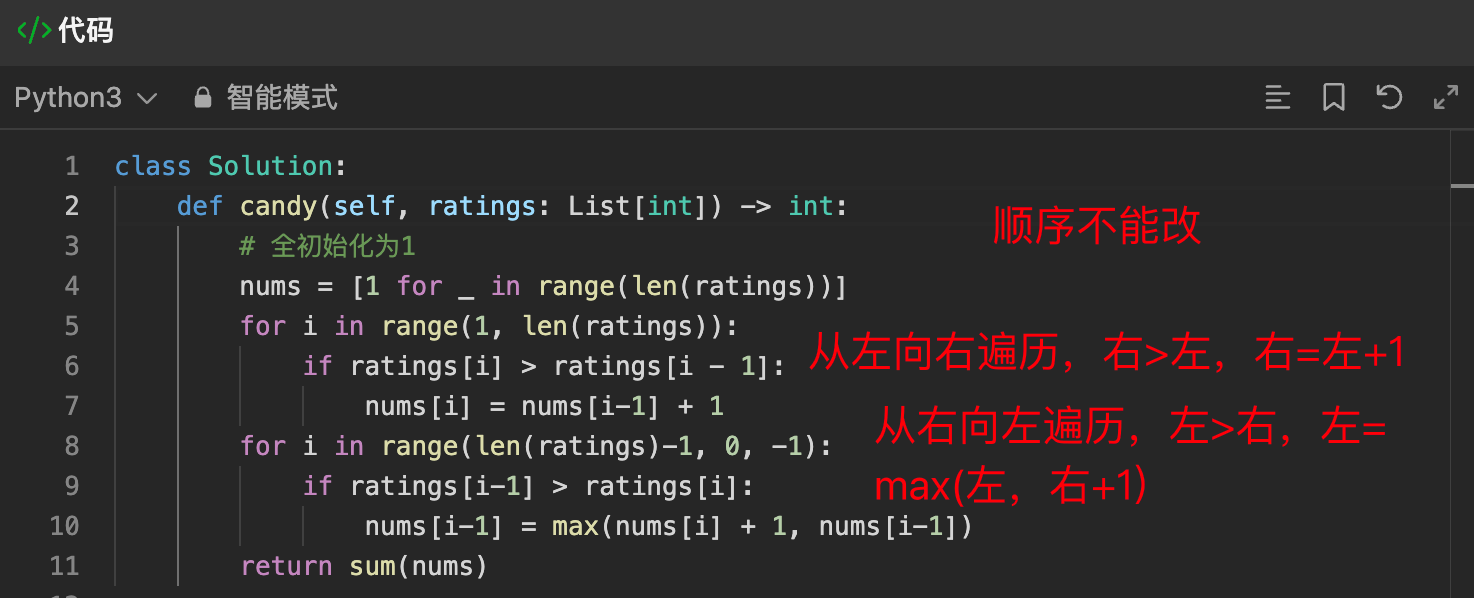 </> 代码
Python3 智能模式
1 class Solution:
2 def candy(self, ratings: List[int]) -> int:
顺序不能改
3 # 全初始化为1
4 nums = [1 for _ in range(len(ratings))]
5 for i in range(1, len(ratings)):
6 if ratings[i] > ratings[i - 1]:
从左向右遍历，右>左，右=左+1
7 nums[i] = nums[i-1] + 1
8 for i in range(len(ratings)-1, 0, -1):
从右向左遍历，左>右，左=
max(左，右+1)
9 if ratings[i-1] > ratings[i]:
10 nums[i-1] = max(nums[i] + 1, nums[i-1])
11 return sum(nums)